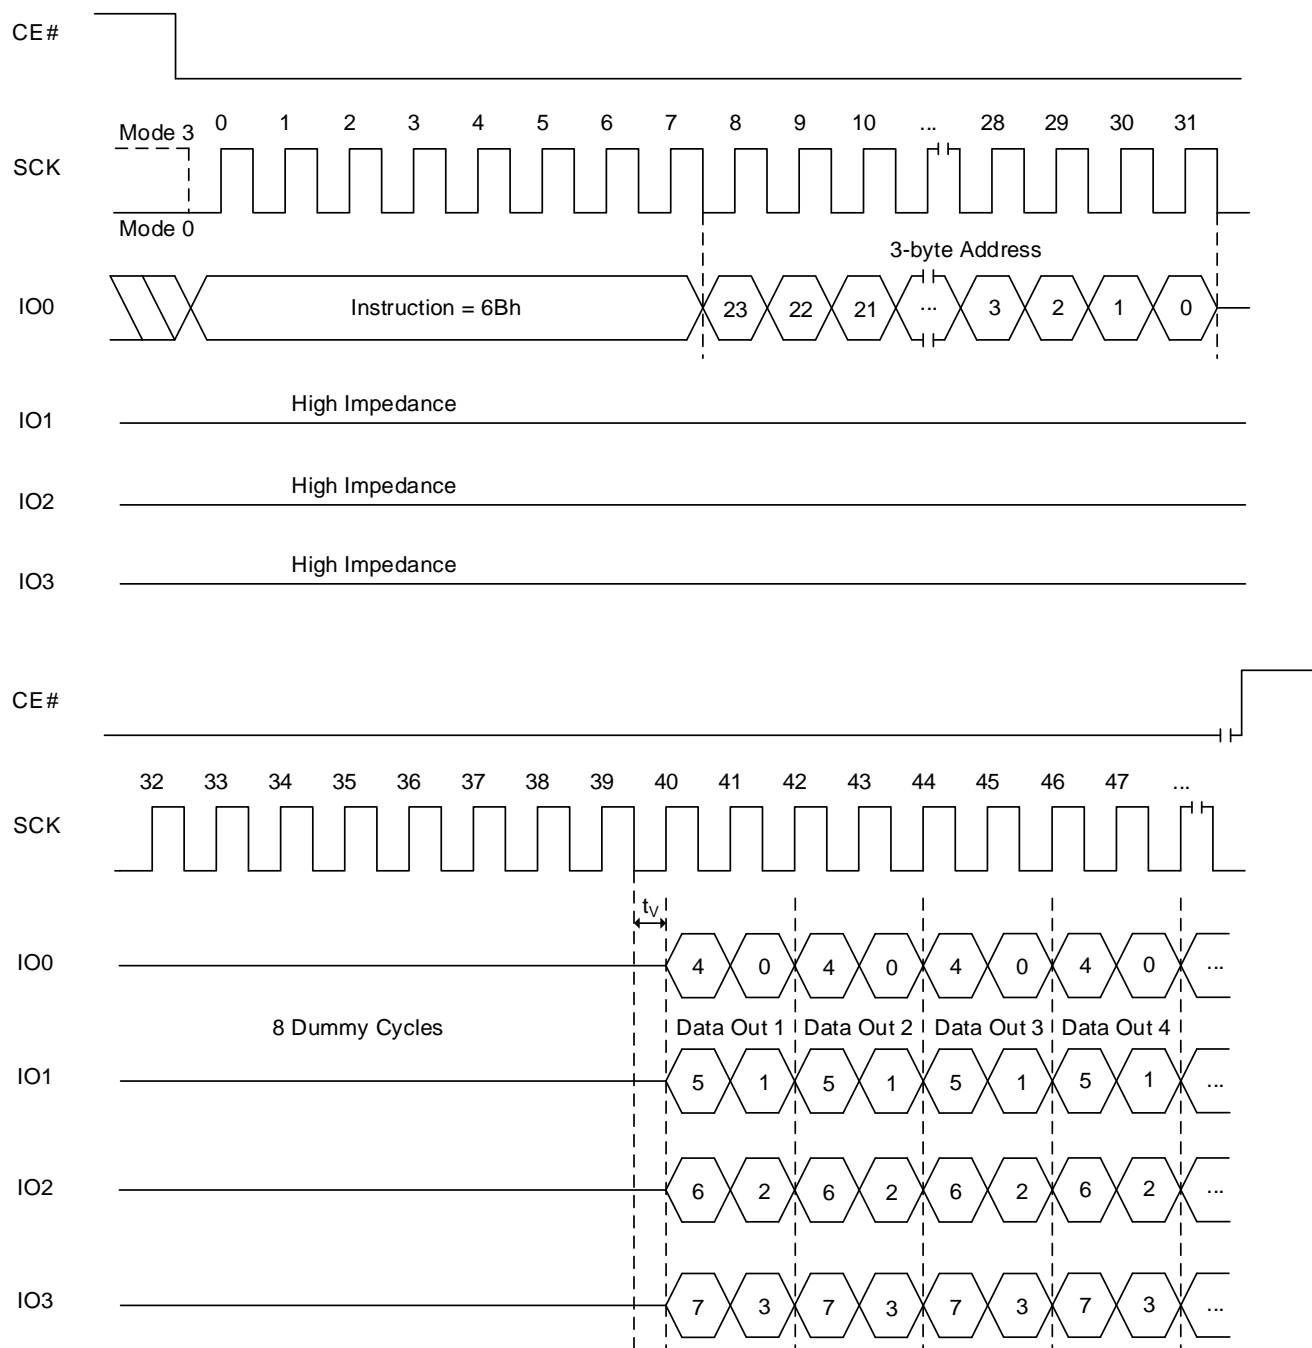 CE#
Mode 3 0 1 2 3 4 5 6 7 8 9 10 ... 28 29 30 31
SCK
Mode 0
3-byte Address
IO0 Instruction = 6Bh 23 22 21 ... 3 2 1 0
High Impedance
IO1
High Impedance
IO2
High Impedance
IO3
CE#
32 33 34 35 36 37 38 39 40 41 42 43 44 45 46 47 ...
SCK
tV
IO0 4 0 4 0 4 0 4 0 ...
8 Dummy Cycles Data Out 1 Data Out 2 Data Out 3 Data Out 4
IO1 5 1 5 1 5 1 5 1 ...
IO2 6 2 6 2 6 2 6 2 ...
IO3 7 3 7 3 7 3 7 3 ...